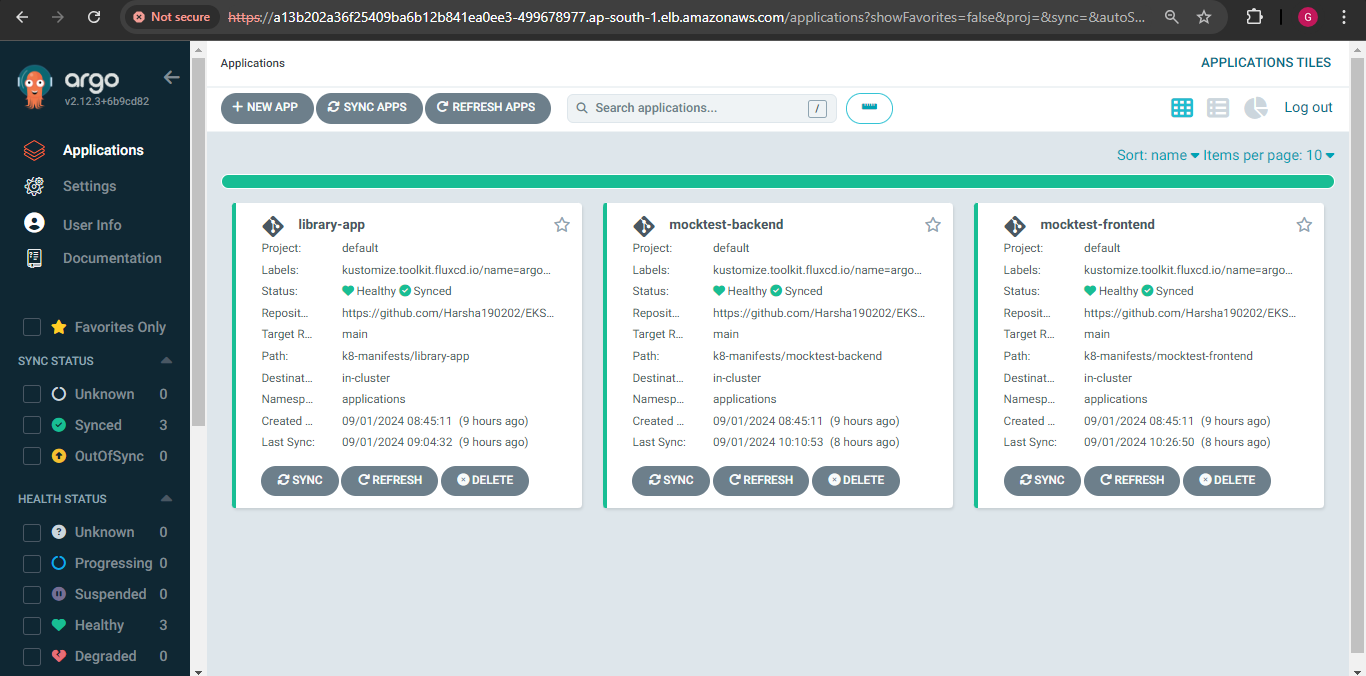 Not secure https://a13b202a36f25409ba6b12b841ea0ee3-499678977.ap-south-1.elb.amazonaws.com/applications?showFavorites=false&proj=&sync=&autoS... G
argo
v2.12.3+6b9cd82
Applications
Settings
User Info
Documentation
Favorites Only
SYNC STATUS
Unknown 0
Synced 3
OutOfSync 0
HEALTH STATUS
Unknown 0
Progressing 0
Suspended 0
Healthy 3
Degraded 0
Applications APPLICATIONS TILES
+ NEW APP SYNC APPS REFRESH APPS Search applications... / Log out
Sort: name Items per page: 10
library-app
Project: default
Labels: kustomize.toolkit.fluxcd.io/name=argo...
Status: Healthy Synced
Reposit... https://github.com/Harsha190202/EKS...
Target R... main
Path: k8-manifests/library-app
Destinat... in-cluster
Namesp... applications
Created ... 09/01/2024 08:45:11 (9 hours ago)
Last Sync: 09/01/2024 09:04:32 (9 hours ago)
SYNC REFRESH DELETE
mocktest-backend
Project: default
Labels: kustomize.toolkit.fluxcd.io/name=argo...
Status: Healthy Synced
Reposit... https://github.com/Harsha190202/EKS...
Target R... main
Path: k8-manifests/mocktest-backend
Destinat... in-cluster
Namesp... applications
Created ... 09/01/2024 08:45:11 (9 hours ago)
Last Sync: 09/01/2024 10:10:53 (8 hours ago)
SYNC REFRESH DELETE
mocktest-frontend
Project: default
Labels: kustomize.toolkit.fluxcd.io/name=argo...
Status: Healthy Synced
Reposit... https://github.com/Harsha190202/EKS...
Target R... main
Path: k8-manifests/mocktest-frontend
Destinat... in-cluster
Namesp... applications
Created ... 09/01/2024 08:45:11 (9 hours ago)
Last Sync: 09/01/2024 10:26:50 (8 hours ago)
SYNC REFRESH DELETE